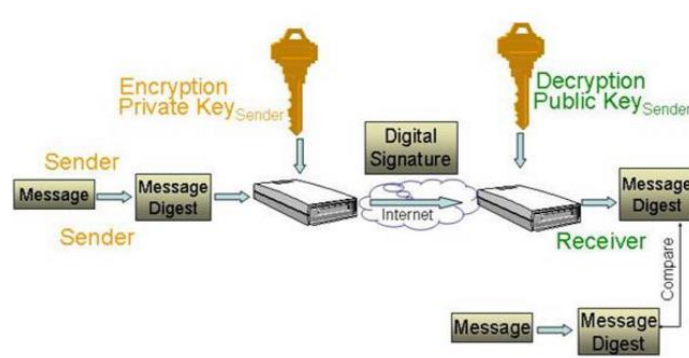 Encryption
Private Key Sender
Decryption
Public Key Sender
Digital
Signature
Sender
Message
Message
Digest
Sender
Internet
Message
Digest
Receiver
Compare
Message
Message
Digest